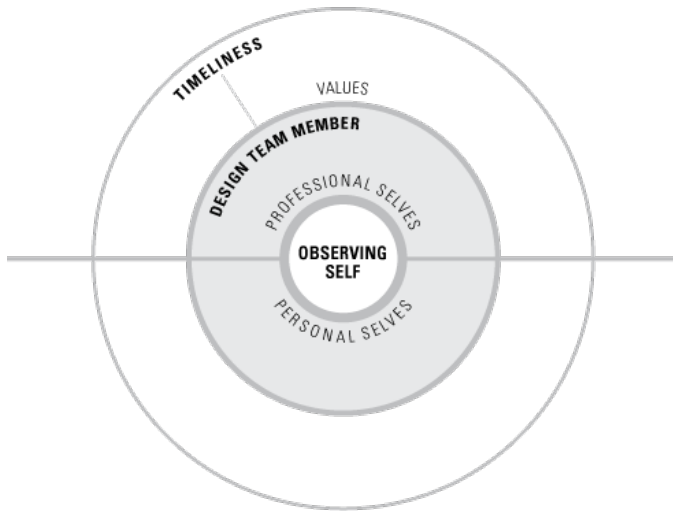 TIMELINESS
VALUES
DESIGN TEAM MEMBER
PROFESSIONAL SELVES
OBSERVING
SELF
PERSONAL SELVES